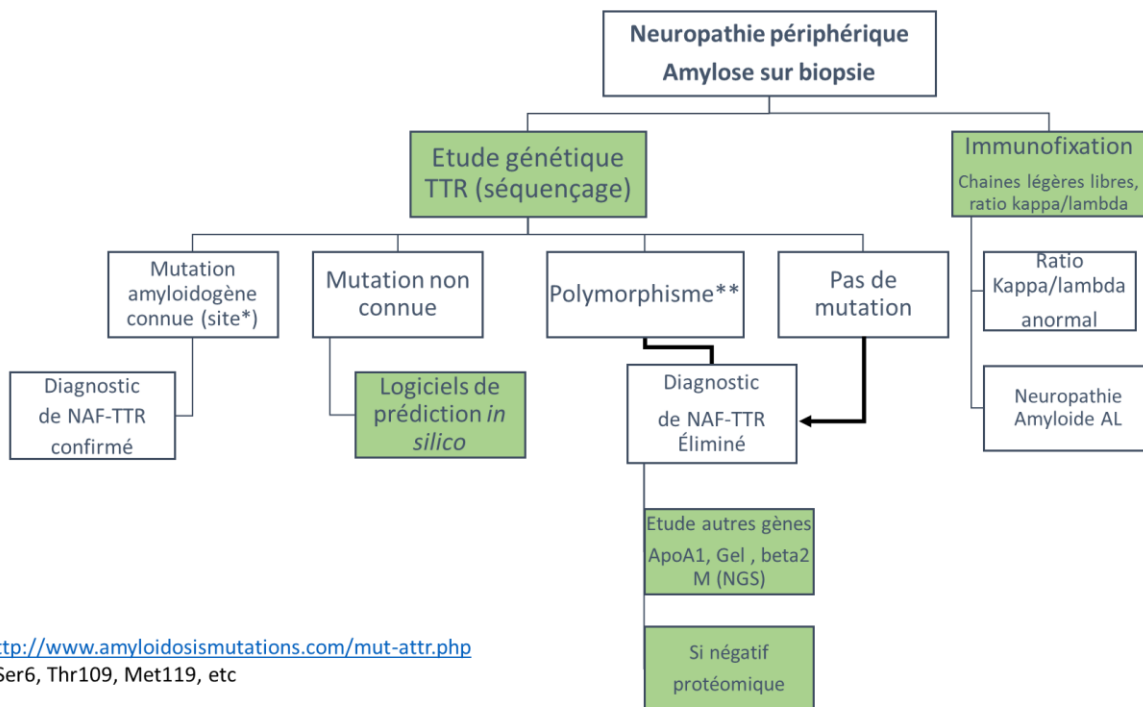 Neuropathie périphérique
Amylose sur biopsie
Etude génétique
TTR (séquençage)
Immunofixation
Chaines légères libres,
ratio kappa/lambda
Mutation
amyloidogène
connue (site*)
Mutation non
connue
Polymorphisme**
Pas de
mutation
Ratio
Kappa/lambda
anormal
Diagnostic
de NAF-TTR
confirmé
Logiciels de
prédiction in
silico
Diagnostic
de NAF-TTR
Éliminé
Neuropathie
Amyloide AL
Etude autres gènes
ApoA1, Gel , beta2
M (NGS)
Si négatif
protéomique
ttp://www.amyloidosismutations.com/mut-attr.php
Ser6, Thr109, Met119, etc